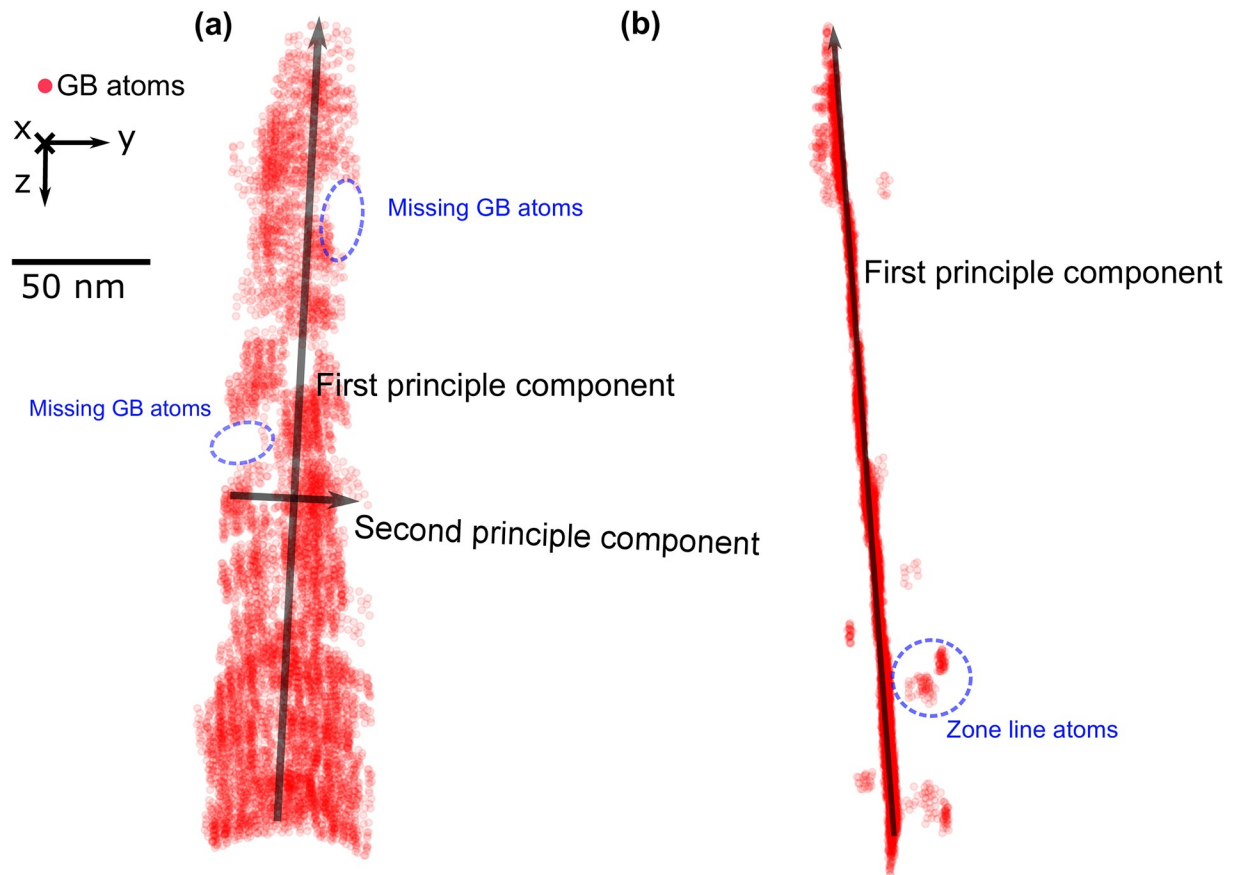 (a)
(b)
GB atoms
x
y
z
Missing GB atoms
50 nm
First principle component
First principle component
Missing GB atoms
Second principle component
Zone line atoms